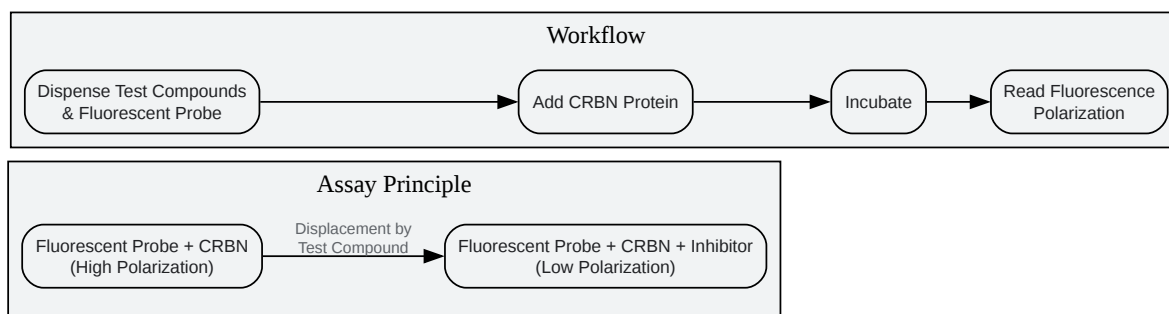 Workflow
Dispense Test Compounds
& Fluorescent Probe
Add CRBN Protein
Incubate
Read Fluorescence
Polarization
Assay Principle
Fluorescent Probe + CRBN
(High Polarization)
Displacement by
Test Compound
Fluorescent Probe + CRBN + Inhibitor
(Low Polarization)